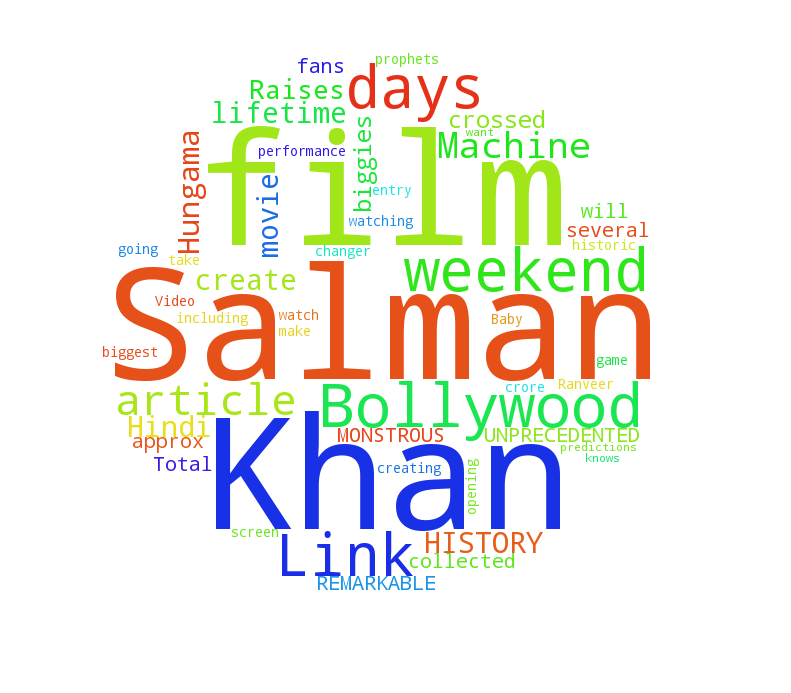 prophets
fans
days
Raises
lifetime
biggies
crossed
want
Machine
Hungama
performance
film
movie
entry
watching
will
several
historic
going
take
changer
weekend
create
Salman
Video
including
watch
make
Baby
biggest
game
article
Bollywood
crore
Ranveer
Hindi
approx
MONSTROUS
UNPRECEDENTED
predictions
knows
Total
Khan
creating
opening
screen
Link
HISTORY
collected
REMARKABLE